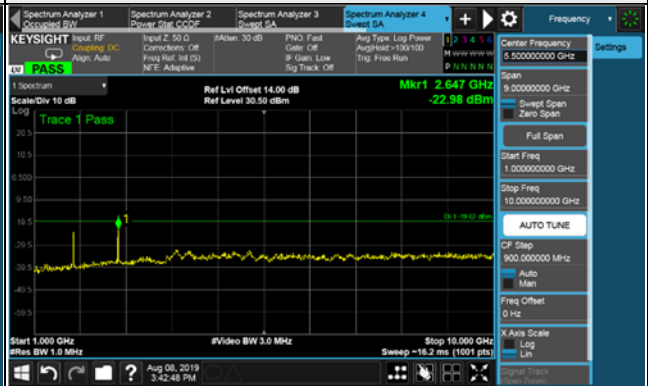 Spectrum Analyzer 1
Occupied BW
Spectrum Analyzer 2
Power Stat CCDF
Spectrum Analyzer 3
Swept SA
Spectrum Analyzer 4
Swept SA
Frequency
KEYSIGHT
Input: RF
Coupling: DC
Align: Auto
Input Z: 50 Ω
Corrections: Off
Freq Ref: Int (S)
NFE: Adaptive
#Atten: 30 dB
PNO: Fast
Gate: Off
IF Gain: Low
Sig Track: Off
Avg Type: Log Power
Avg|Hold:>100/100
Trig: Free Run
1 2 3 4 5 6
M W W W W W
P N N N N N
LW PASS
1 Spectrum
Scale/Div 10 dB
Ref Lvl Offset 14.00 dB
Ref Level 30.50 dBm
Mkr1 2.647 GHz
-22.98 dBm
Log
Trace 1 Pass
20.5
10.5
0.500
-9.50
-19.5
-29.5
-39.5
-49.5
-59.5
1
Start 1.000 GHz
#Res BW 1.0 MHz
#Video BW 3.0 MHz
Stop 10.000 GHz
Sweep ~16.2 ms (1001 pts)
Aug 08, 2019
3:42:48 PM
?
Center Frequency
5.500000000 GHz
Settings
Span
9.00000000 GHz
Swept Span
Zero Span
Full Span
Start Freq
1.000000000 GHz
Stop Freq
10.000000000 GHz
AUTO TUNE
CF Step
900.000000 MHz
Auto
Man
Freq Offset
0 Hz
X Axis Scale
Log
Lin
Signal Track
(Span Zoom)